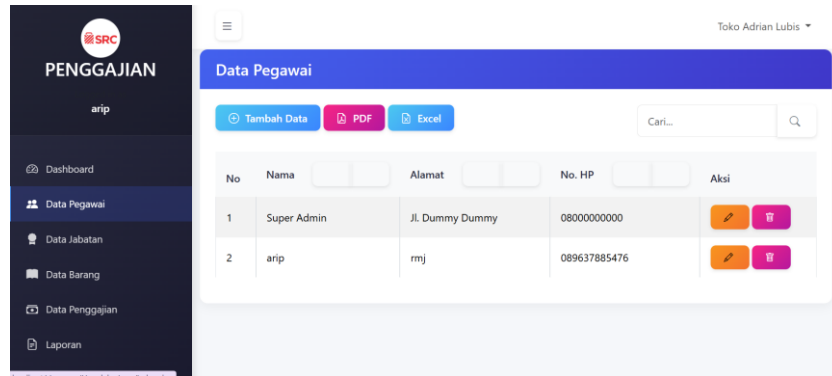 SRC
PENGGAJIAN
arip
Dashboard
Data Pegawai
Data Jabatan
Data Barang
Data Penggajian
Laporan
Toko Adrian Lubis
Data Pegawai
Tambah Data PDF Excel Cari...
No Nama Alamat No. HP Aksi
1 Super Admin Jl. Dummy Dummy 08000000000
2 arip rmj 089637885476